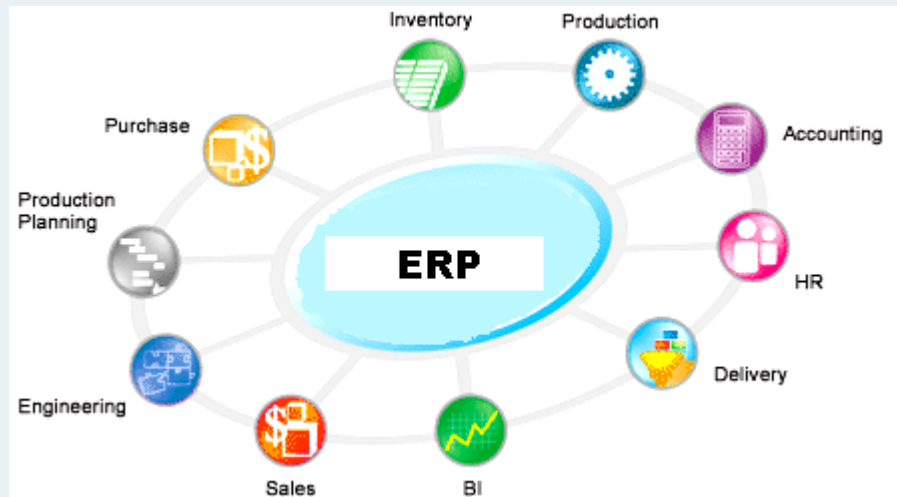 Inventory
Production
Purchase
Accounting
Production
Planning
ERP
HR
Delivery
Engineering
Sales
BI